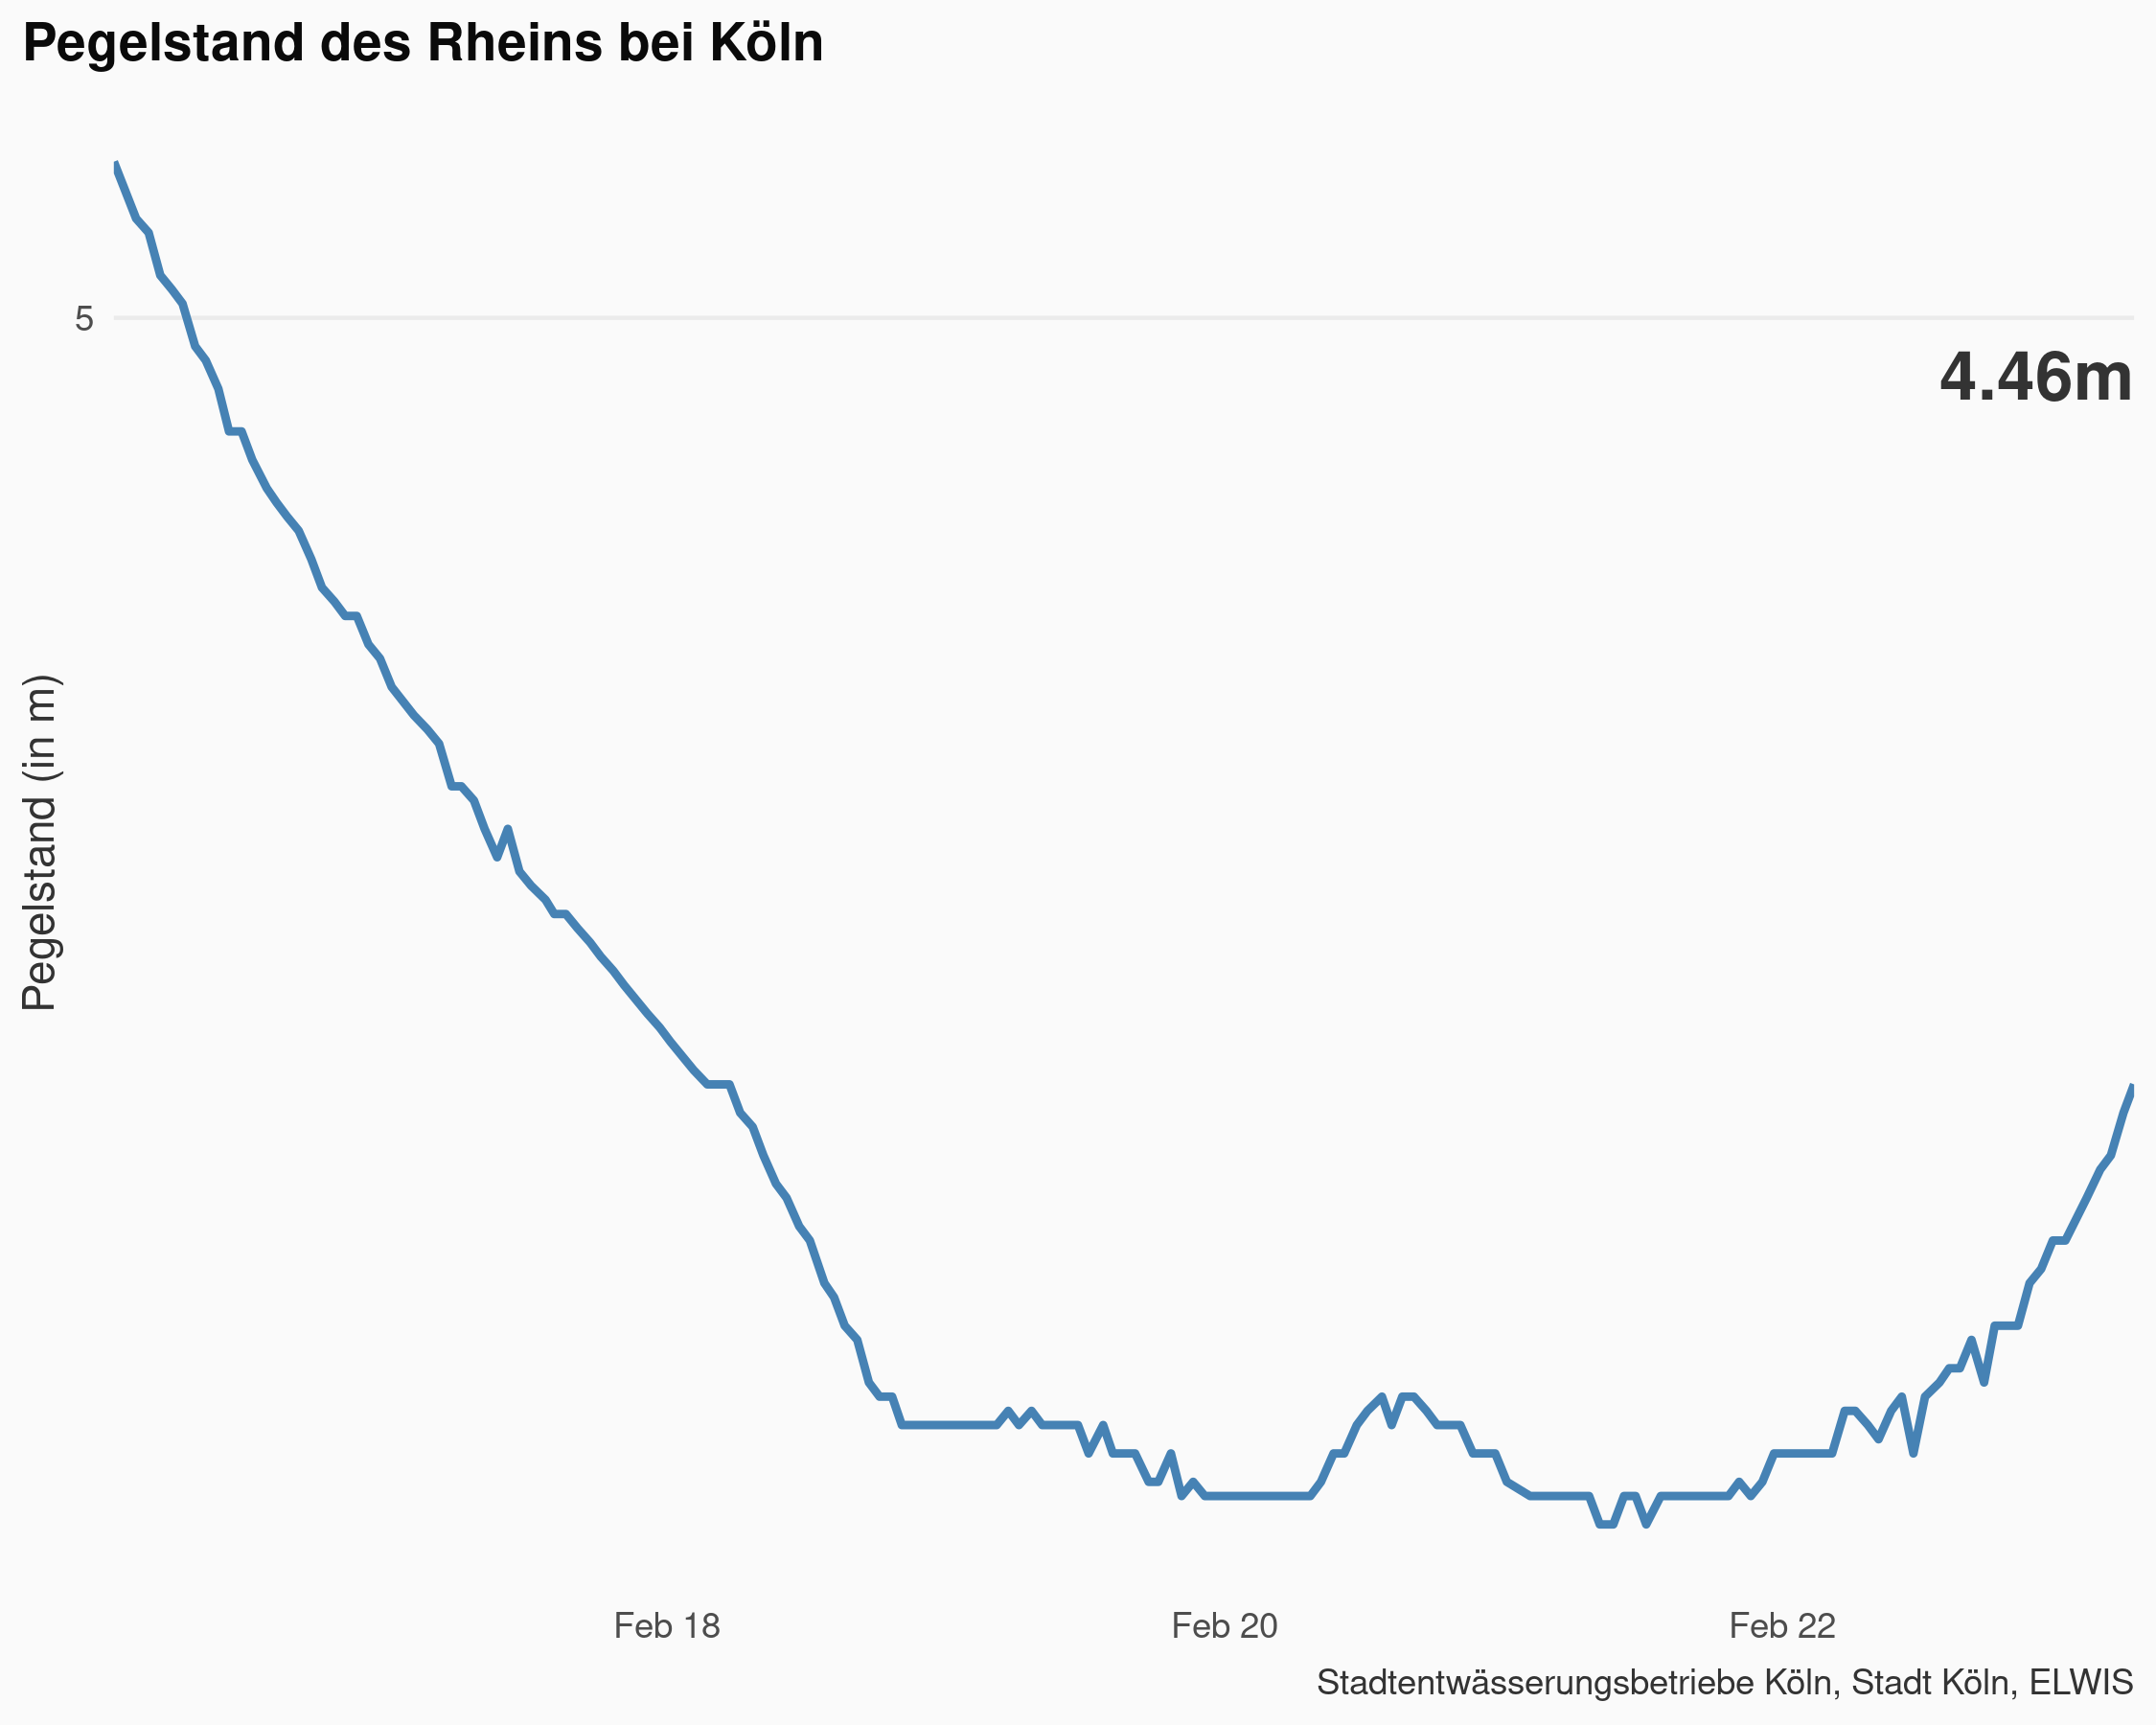 Pegelstand des Rheins bei Köln
5
4.46m
Pegelstand (in m)
Feb 18
Feb 20
Feb 22
Stadtentwässerungsbetriebe Köln, Stadt Köln, ELWIS